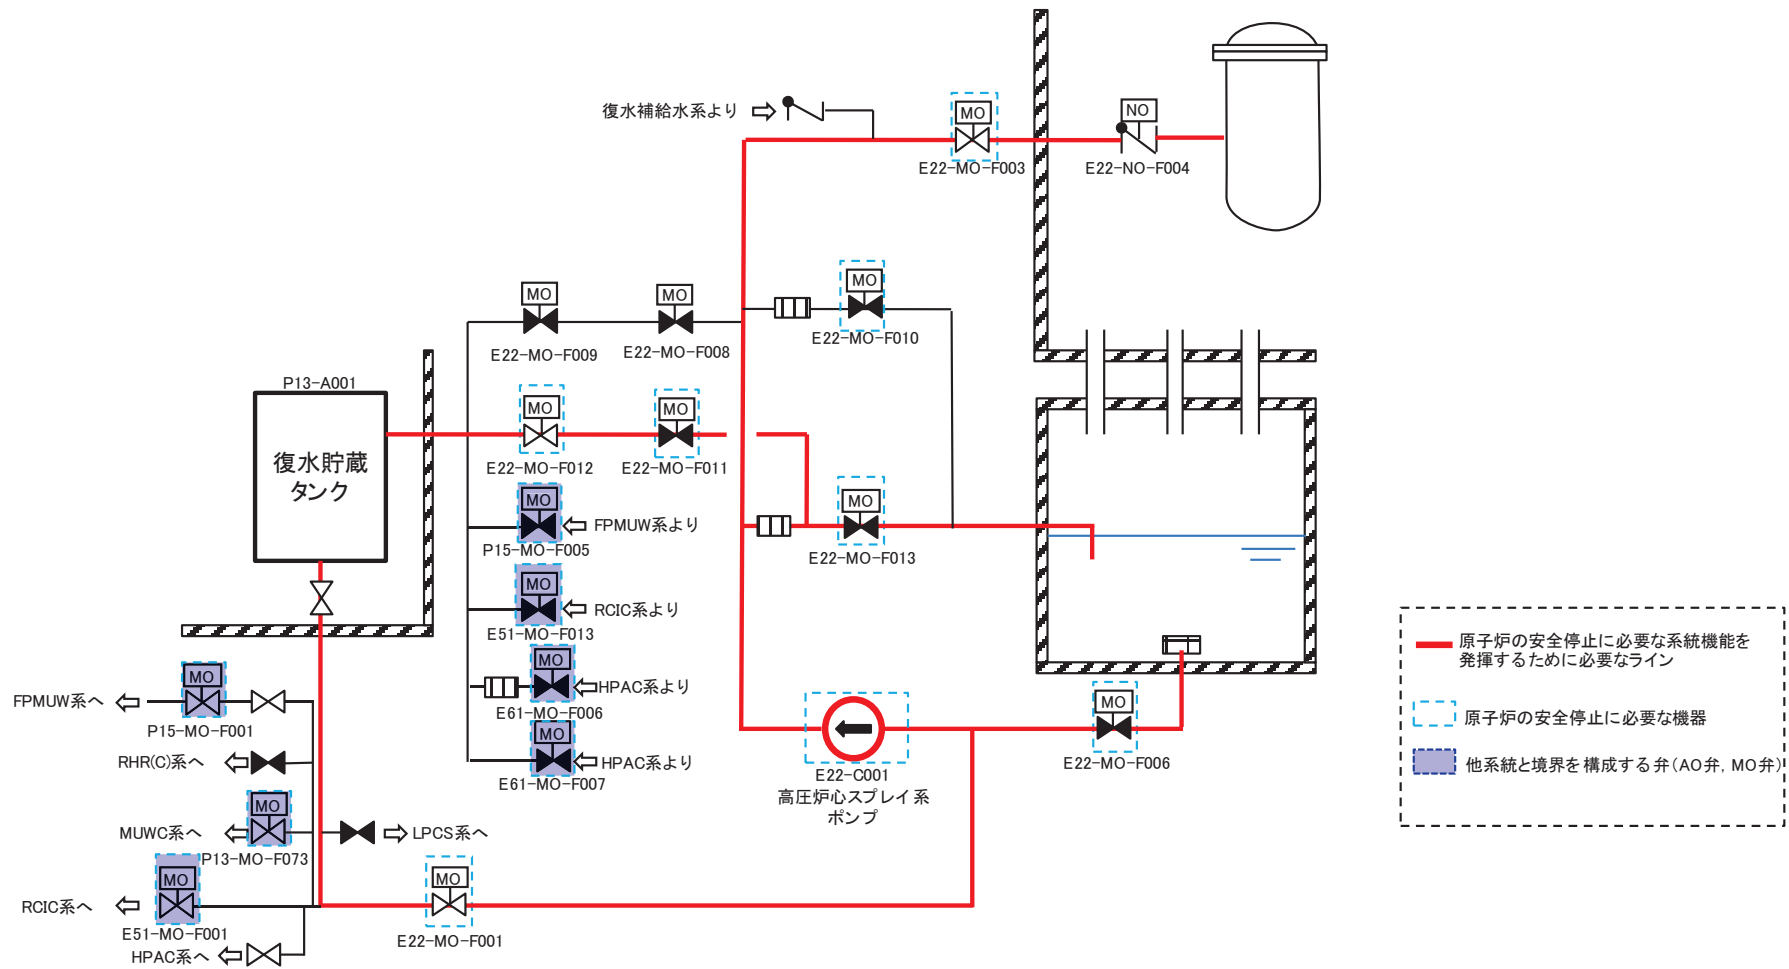 復水補給水系より
MO
E22-MO-F003
NO
E22-NO-F004
MO
E22-MO-F009
MO
E22-MO-F008
MO
E22-MO-F010
P13-A001
復水貯蔵
タンク
MO
E22-MO-F012
MO
E22-MO-F011
MO
P15-MO-F005
FPMUW系より
MO
E22-MO-F013
MO
E51-MO-F013
RCIC系より
MO
E61-MO-F006
HPAC系より
MO
E61-MO-F007
HPAC系より
E22-C001
高圧炉心スプレイ系
ポンプ
MO
E22-MO-F006
FPMUW系へ
MO
P15-MO-F001
RHR(C)系へ
MUWC系へ
MO
P13-MO-F073
LPCS系へ
RCIC系へ
MO
E51-MO-F001
HPAC系へ
MO
E22-MO-F001
原子炉の安全停止に必要な系統機能を
発揮するために必要なライン
原子炉の安全停止に必要な機器
他系統と境界を構成する弁(AO弁, MO弁)